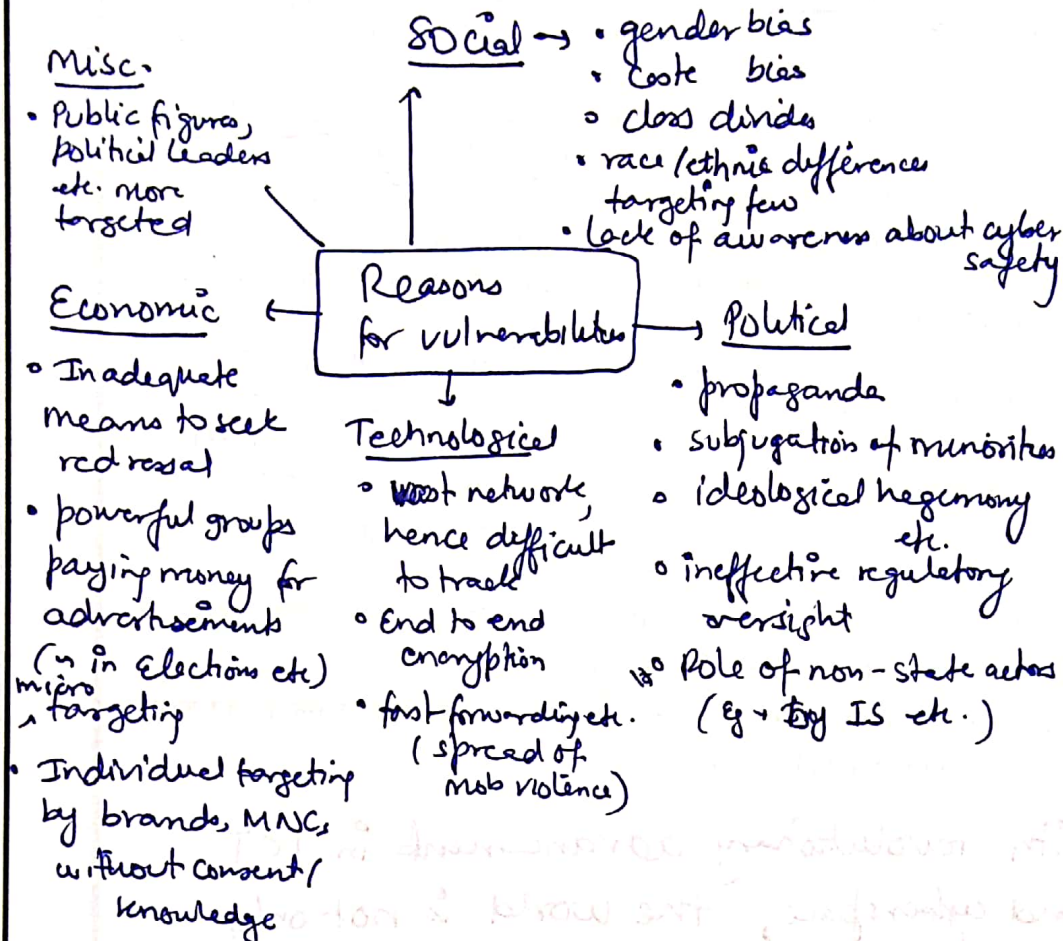 Social → • gender bias
• caste bias
• class divides
• race/ethnic differences
targeting few
• lack of awareness about cyber
safety
Misc.
• Public figures,
political leaders
etc. more
targeted
Reasons
for vulnerabilities
Economic
• Inadequate
means to seek
redressal
• powerful groups
paying money for
advertisements
(in Elections etc)
micro
targeting
• Individual targeting
by brands, MNCs,
without consent/
knowledge
Technological
• vast network,
hence difficult
to track
• End to end
encryption
• fast forwarding etc.
(spread of
mob violence)
Political
• propaganda
• subjugation of minorities
• ideological hegemony
etc.
• ineffective regulatory
oversight
• Role of non-state actors
(Eg → by IS etc.)